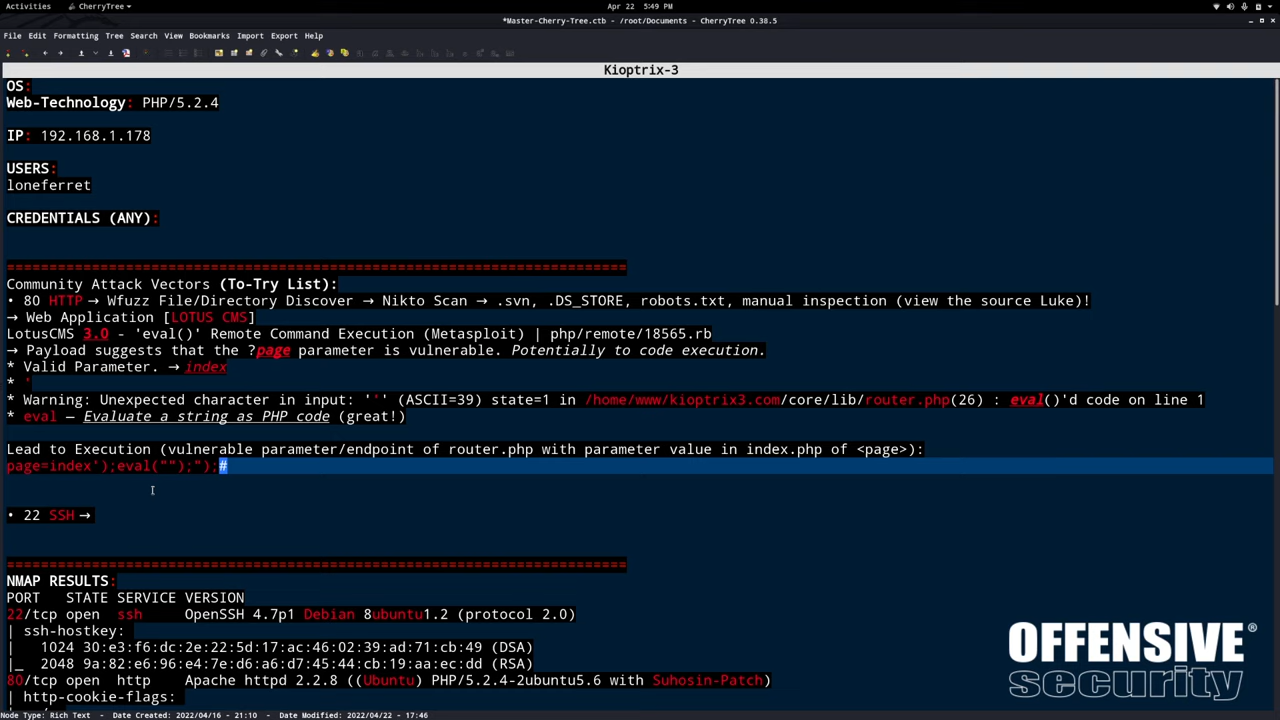 Activities CherryTree Apr 22 5:49 PM
*Master-Cherry-Tree.ctb - /root/Documents - CherryTree 0.38.5
File Edit Formatting Tree Search View Bookmarks Import Export Help
Kioptrix-3
OS:
Web-Technology: PHP/5.2.4
IP: 192.168.1.178
USERS:
loneferret
CREDENTIALS (ANY):
==========================================================================
Community Attack Vectors (To-Try List):
• 80 HTTP → Wfuzz File/Directory Discover → Nikto Scan → .svn, .DS_STORE, robots.txt, manual inspection (view the source Luke)!
→ Web Application [LOTUS CMS]
LotusCMS 3.0 - 'eval()' Remote Command Execution (Metasploit) | php/remote/18565.rb
→ Payload suggests that the ?page parameter is vulnerable. Potentially to code execution.
* Valid Parameter. → index
* '
* Warning: Unexpected character in input: ''' (ASCII=39) state=1 in /home/www/kioptrix3.com/core/lib/router.php(26) : eval()'d code on line 1
* eval — Evaluate a string as PHP code (great!)
Lead to Execution (vulnerable parameter/endpoint of router.php with parameter value in index.php of <page>):
page=index');eval("");");#
• 22 SSH →
==========================================================================
NMAP RESULTS:
PORT STATE SERVICE VERSION
22/tcp open ssh OpenSSH 4.7p1 Debian 8ubuntu1.2 (protocol 2.0)
| ssh-hostkey:
| 1024 30:e3:f6:dc:2e:22:5d:17:ac:46:02:39:ad:71:cb:49 (DSA)
|_ 2048 9a:82:e6:96:e4:7e:d6:a6:d7:45:44:cb:19:aa:ec:dd (RSA)
80/tcp open http Apache httpd 2.2.8 ((Ubuntu) PHP/5.2.4-2ubuntu5.6 with Suhosin-Patch)
| http-cookie-flags:
OFFENSIVE®
security
Node Type: Rich Text - Date Created: 2022/04/16 - 21:10 - Date Modified: 2022/04/22 - 17:46